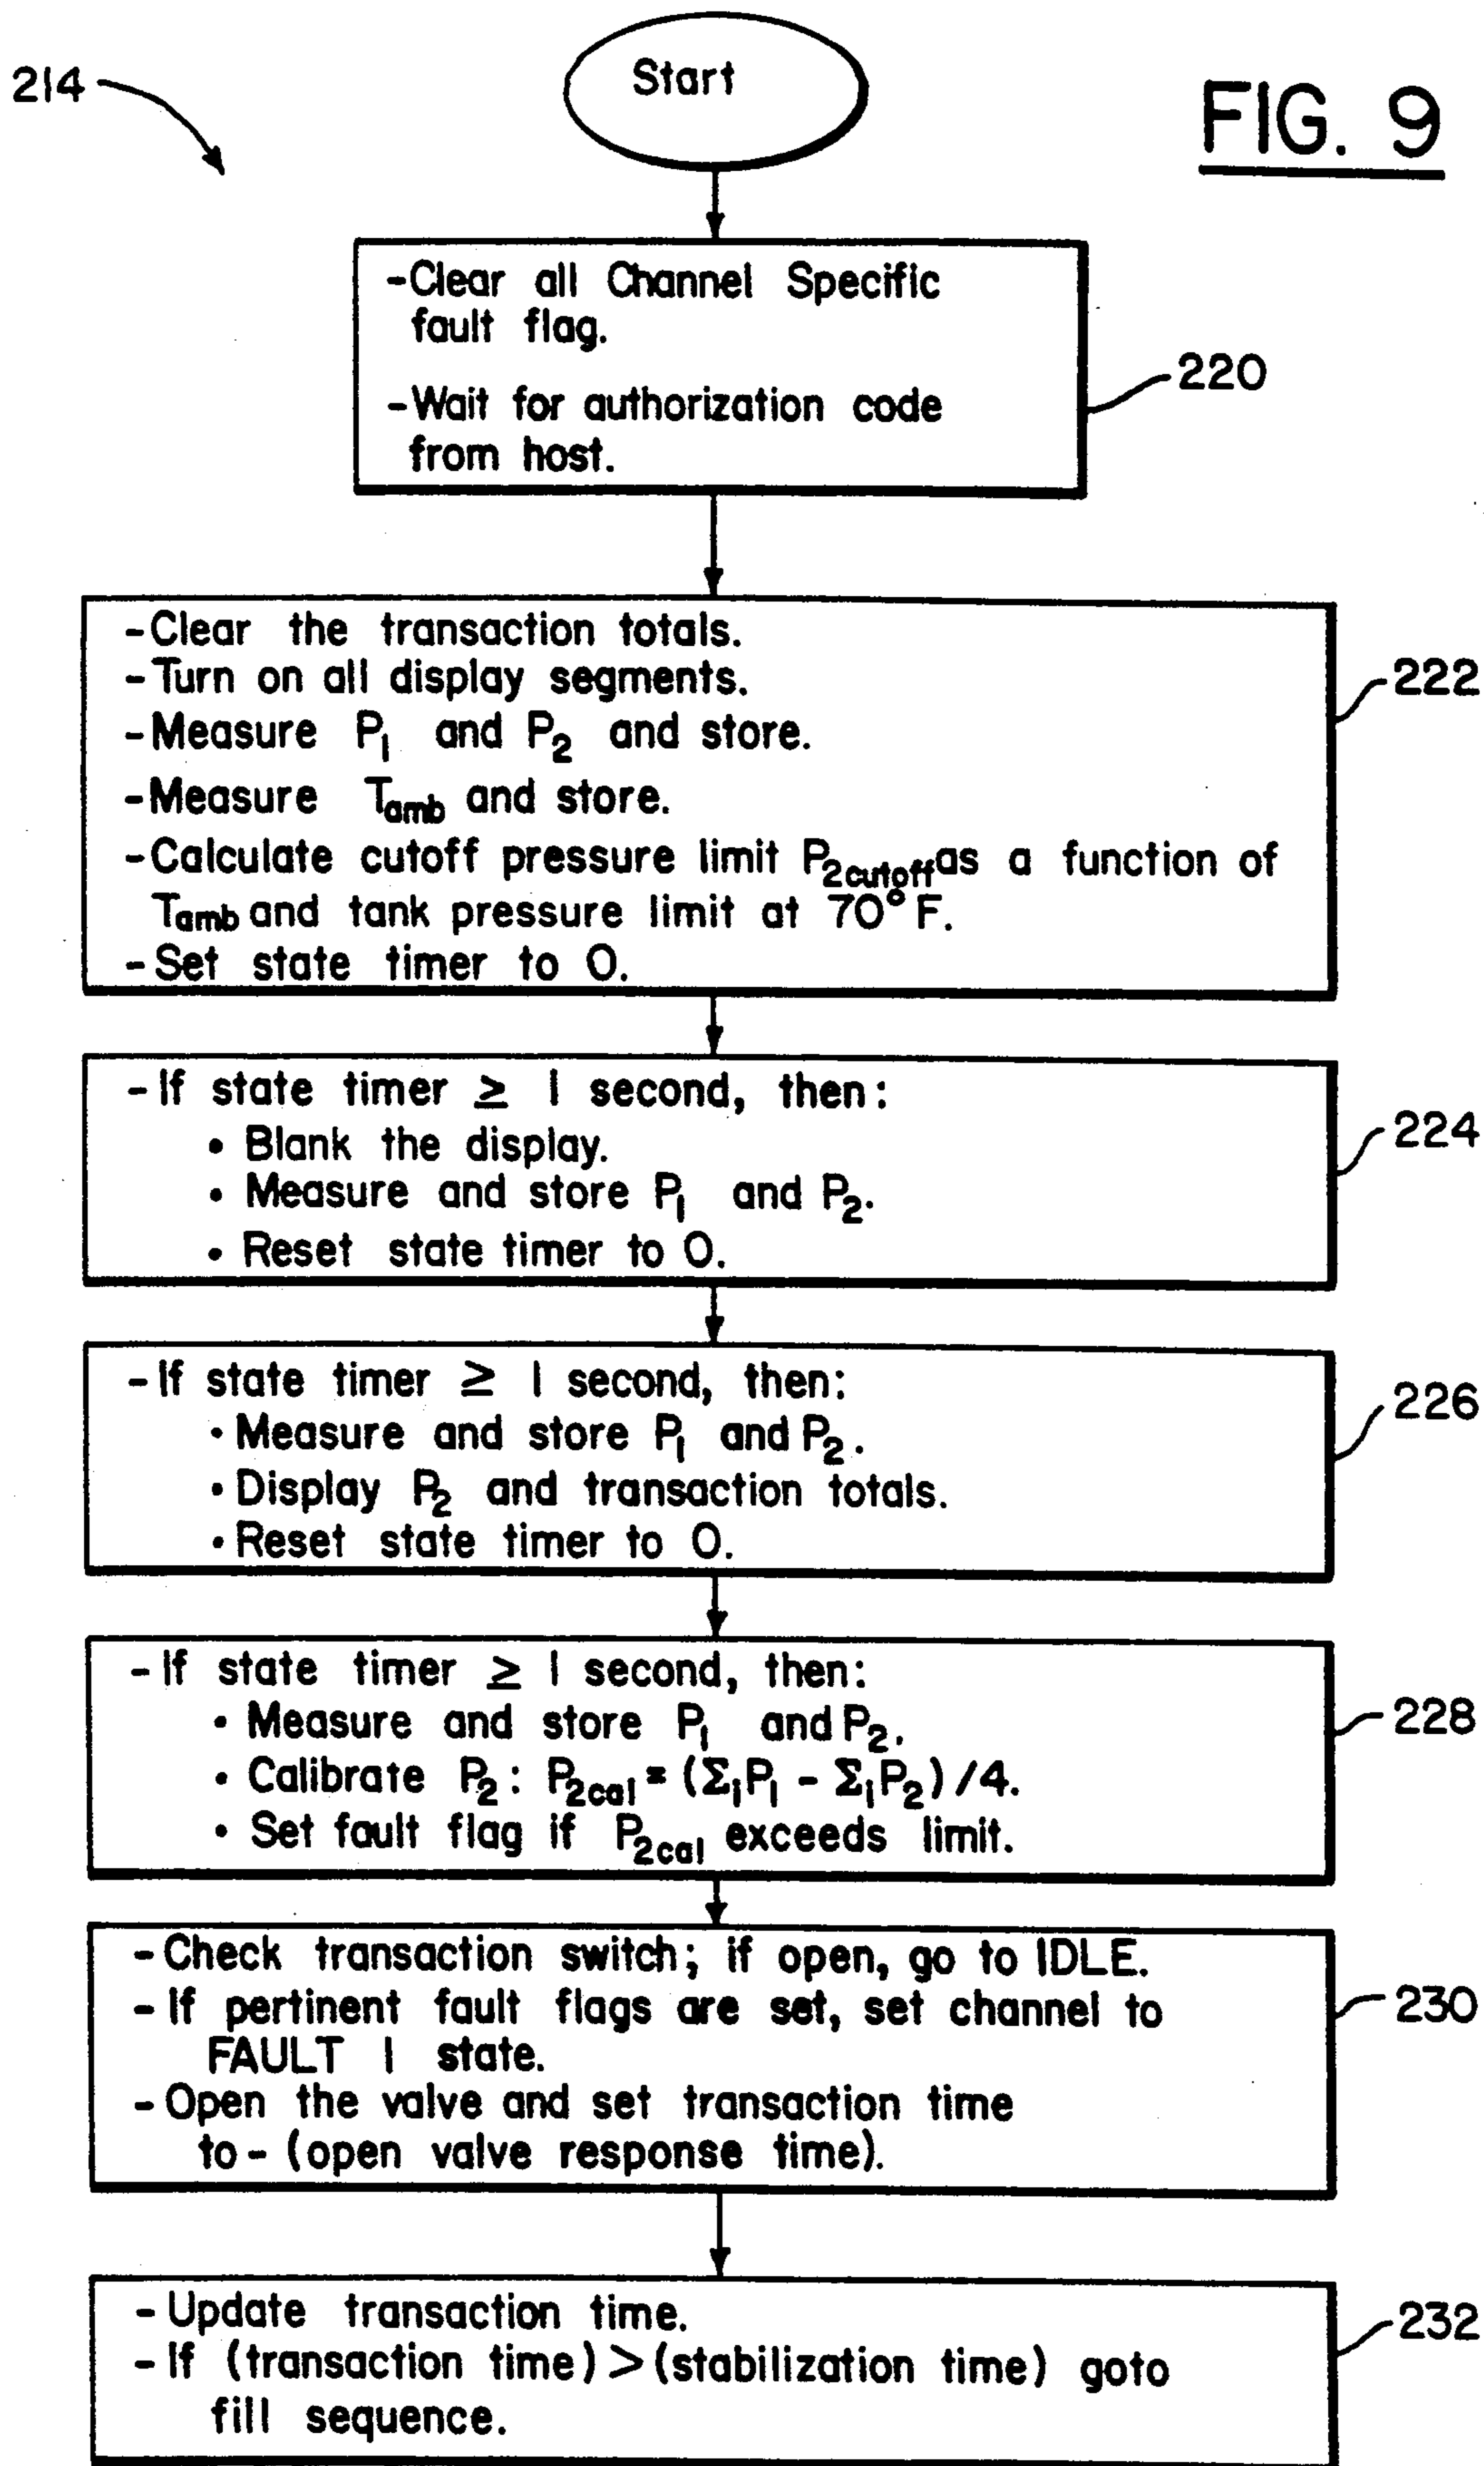 214
Start
FIG. 9
-Clear all Channel Specific
fault flag.
-Wait for authorization code
from host.
220
-Clear the transaction totals.
-Turn on all display segments.
-Measure P₁ and P₂ and store.
-Measure Tamb and store.
-Calculate cutoff pressure limit P2cutoff as a function of
Tamb and tank pressure limit at 70° F.
-Set state timer to 0.
222
-If state timer ≥ 1 second, then:
• Blank the display.
• Measure and store P₁ and P₂.
• Reset state timer to 0.
224
-If state timer ≥ 1 second, then:
• Measure and store P₁ and P₂.
• Display P₂ and transaction totals.
• Reset state timer to 0.
226
-If state timer ≥ 1 second, then:
• Measure and store P₁ and P₂.
• Calibrate P₂: P2cal = (ΣᵢP₁ - ΣᵢP₂)/4.
• Set fault flag if P2cal exceeds limit.
228
-Check transaction switch; if open, go to IDLE.
-If pertinent fault flags are set, set channel to
FAULT 1 state.
-Open the valve and set transaction time
to - (open valve response time).
230
-Update transaction time.
-If (transaction time) > (stabilization time) goto
fill sequence.
232